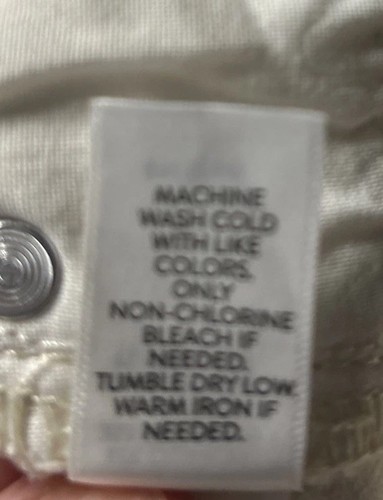 MACHINE
WASH COLD
WITH LIKE
COLORS.
ONLY
NON-CHLORINE
BLEACH IF
NEEDED.
TUMBLE DRY LOW.
WARM IRON IF
NEEDED.